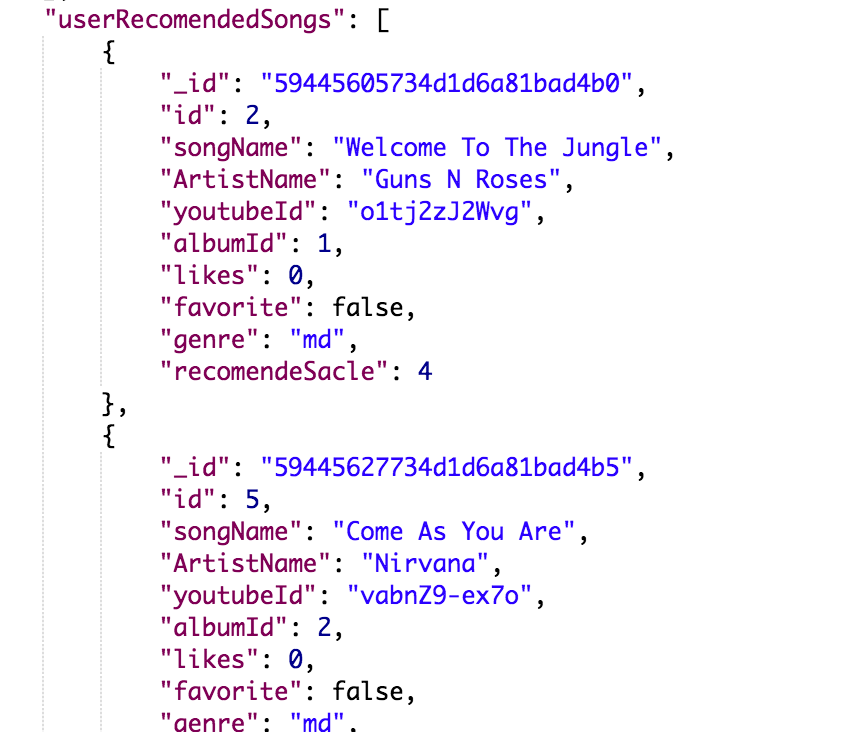 "userRecomendedSongs": [
{
"_id": "59445605734d1d6a81bad4b0",
"id": 2,
"songName": "Welcome To The Jungle",
"ArtistName": "Guns N Roses",
"youtubeId": "o1tj2zJ2Wvg",
"albumId": 1,
"likes": 0,
"favorite": false,
"genre": "md",
"recomendeSacle": 4
},
{
"_id": "59445627734d1d6a81bad4b5",
"id": 5,
"songName": "Come As You Are",
"ArtistName": "Nirvana",
"youtubeId": "vabnZ9-ex7o",
"albumId": 2,
"likes": 0,
"favorite": false,
"genre": "md",